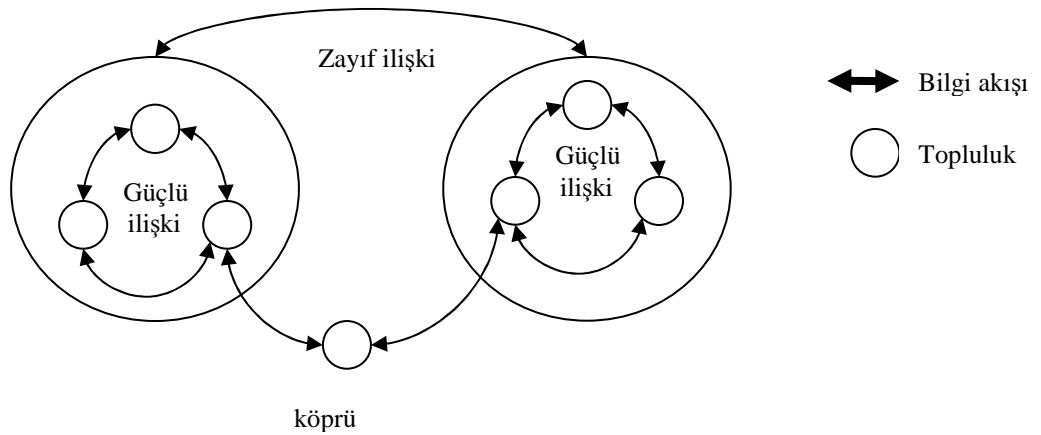 Zayıf ilişki
Güçlü
ilişki
Güçlü
ilişki
köprü
Bilgi akışı
Topluluk